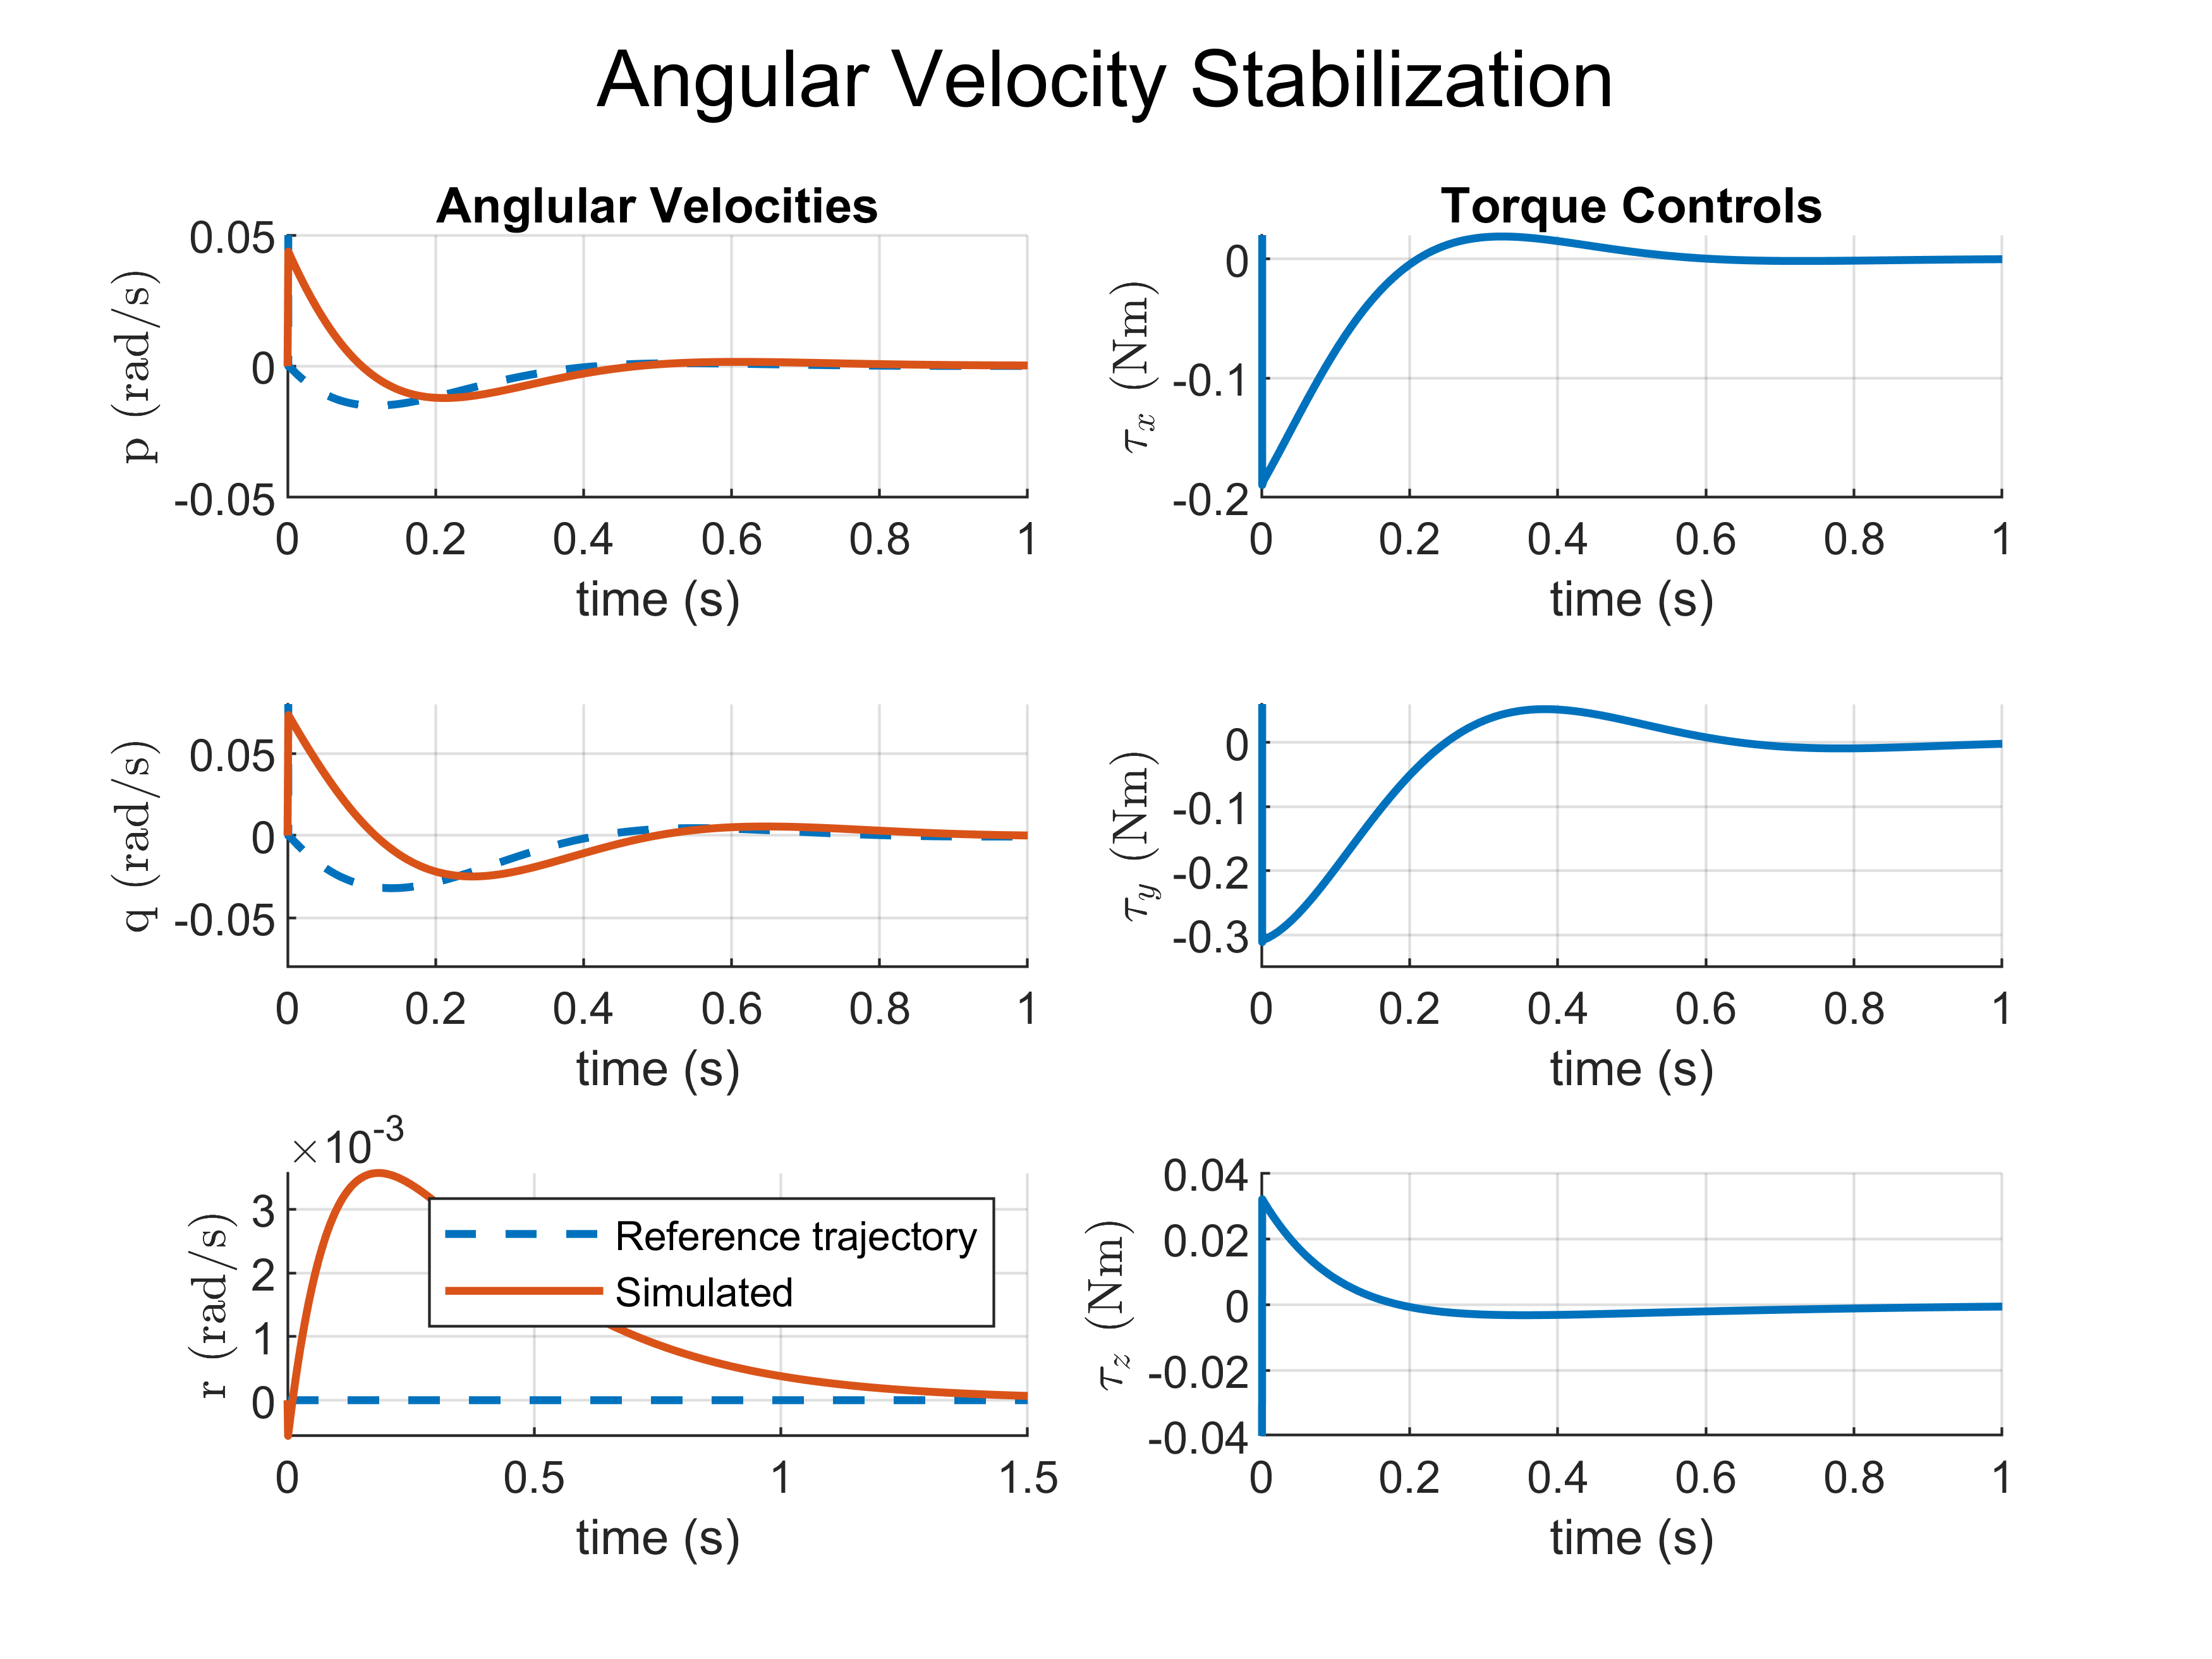 Angular Velocity Stabilization
Anglular Velocities
0.05
0
-0.05
p (rad/s)
0 0.2 0.4 0.6 0.8 1
time (s)
Torque Controls
0
-0.1
-0.2
τx (Nm)
0 0.2 0.4 0.6 0.8 1
time (s)
0.05
0
-0.05
q (rad/s)
0 0.2 0.4 0.6 0.8 1
time (s)
0
-0.1
-0.2
-0.3
τy (Nm)
0 0.2 0.4 0.6 0.8 1
time (s)
×10-3
3
2
1
0
r (rad/s)
Reference trajectory
Simulated
0 0.5 1 1.5
time (s)
0.04
0.02
0
-0.02
-0.04
τz (Nm)
0 0.2 0.4 0.6 0.8 1
time (s)